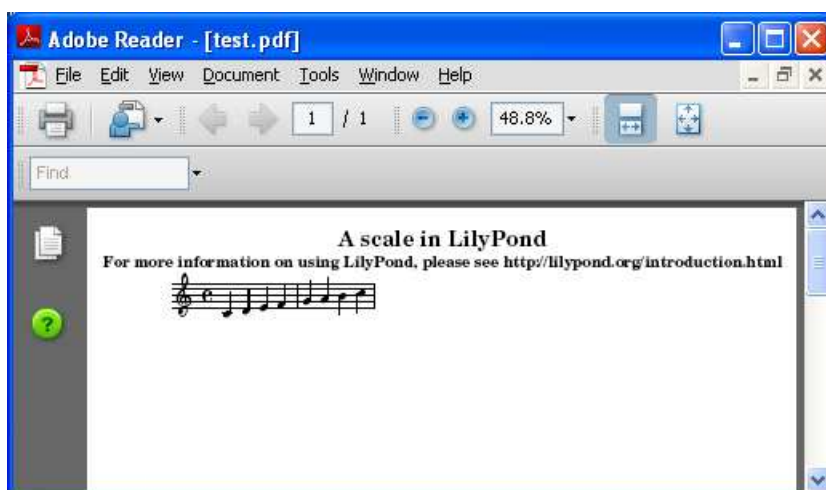 Adobe Reader - [test.pdf]
File Edit View Document Tools Window Help
1 / 1 48.8%
Find
A scale in LilyPond
For more information on using LilyPond, please see http://lilypond.org/introduction.html